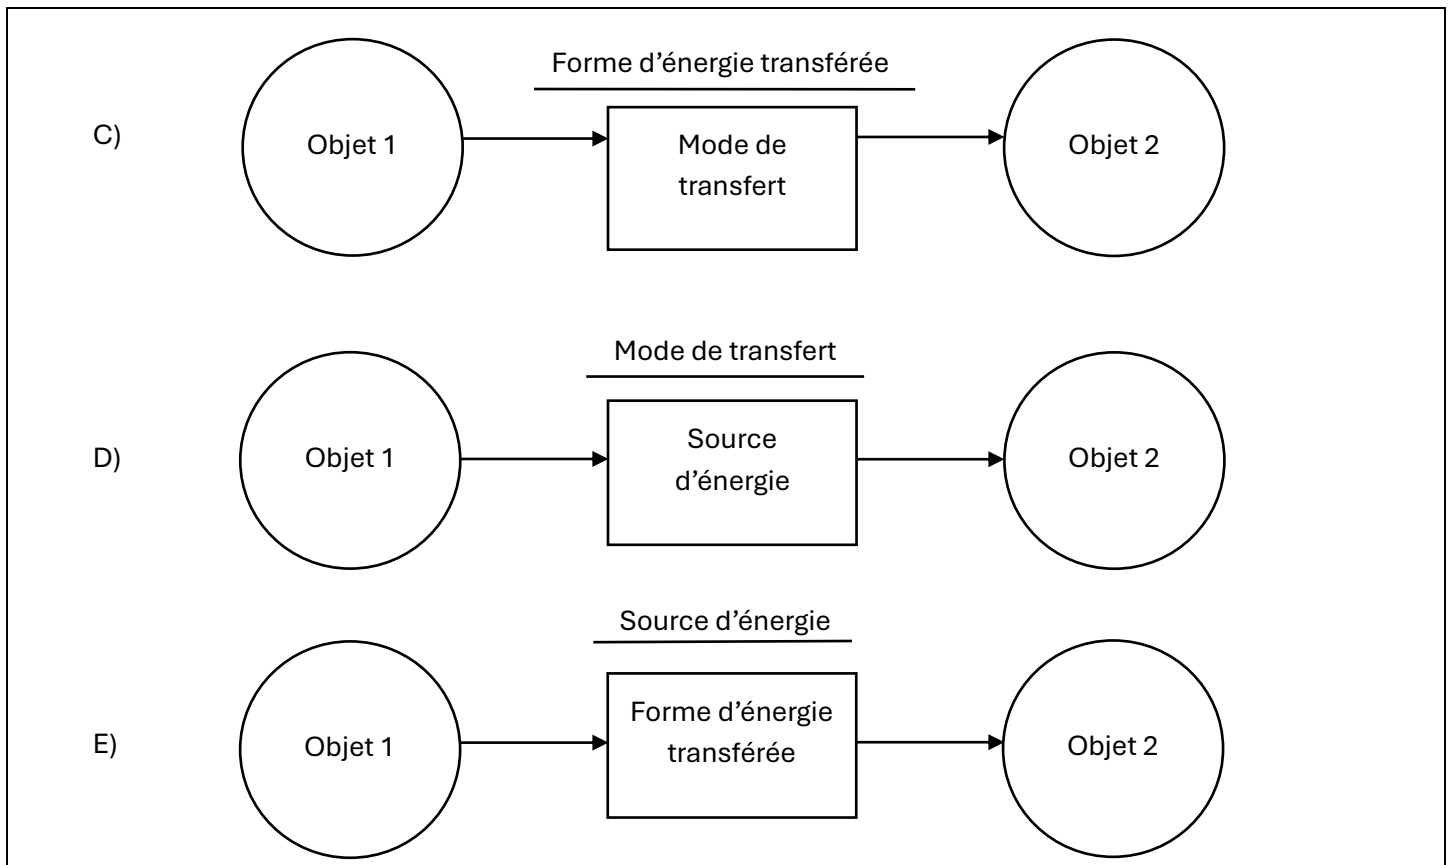 Forme d’énergie transférée
C)
Objet 1
Mode de
transfert
Objet 2
Mode de transfert
D)
Objet 1
Source
d’énergie
Objet 2
Source d’énergie
E)
Objet 1
Forme d’énergie
transférée
Objet 2